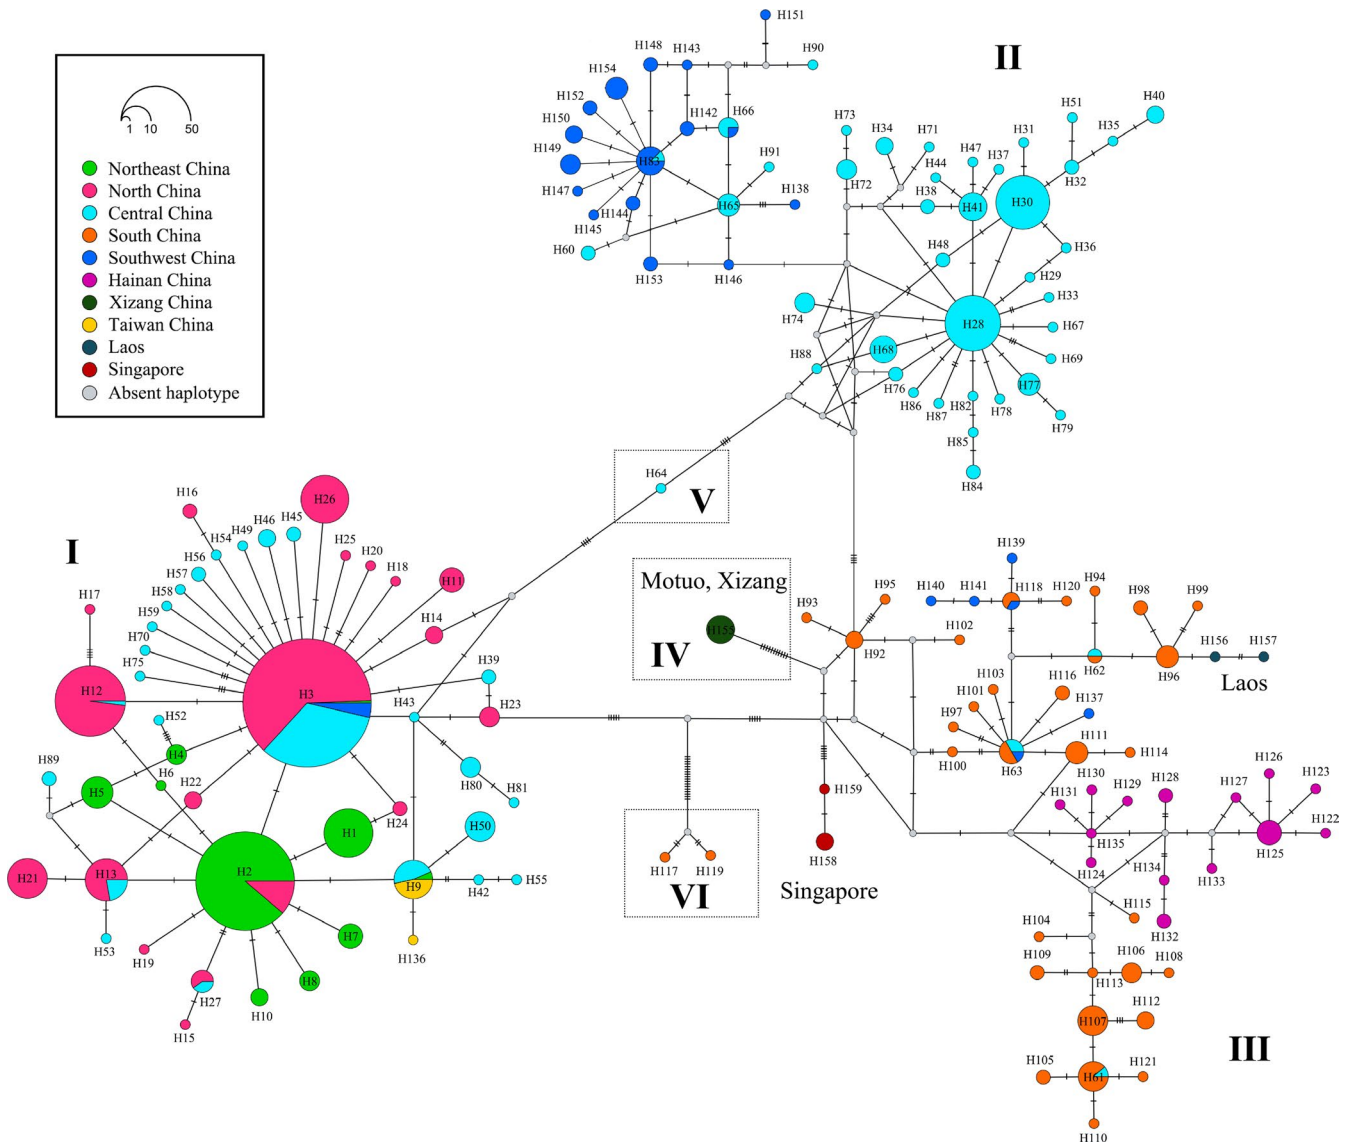 1 10 50
Northeast China
North China
Central China
South China
Southwest China
Hainan China
Xizang China
Taiwan China
Laos
Singapore
Absent haplotype
II
H151
H148 H143 H90
H154
H152 H142 H66
H150
H149 H83 H91
H147 H65 H138
H145 H144
H60
H153 H146
H73 H34 H71 H47 H37 H31 H51 H35 H40
H72 H44 H38 H41 H30 H32
H48 H36
H29
H74 H28 H33
H67
H68 H69
H88 H76 H77
H86 H87 H82 H78 H79
H85
H84
H64
V
I
H16 H26
H54 H49 H46 H45 H25 H20 H18 H11
H56
H57
H58
H59
H70
H75
H17 H14
H12 H3 H39
H43 H23
H52
H4
H89 H6
H5 H22 H80 H81
H1 H24 H50
H21 H13 H2 H9 H42 H55
H53 H19 H7 H136
H27 H10 H8
H15
Motuo, Xizang
H155
IV
H93 H95
H92 H102
H139
H140 H141 H118 H120 H94 H98 H99
H62 H96 H156 H157
Laos
H103 H116
H101 H137
H97 H111
H100 H63 H114
H159
H158
Singapore
H117 H119
VI
H130 H129 H128 H127 H126 H123
H131 H122
H135 H125
H124 H134 H133
H132
H115
H104
H109 H106 H108
H113
H107 H112
H105 H61 H121
H110
III